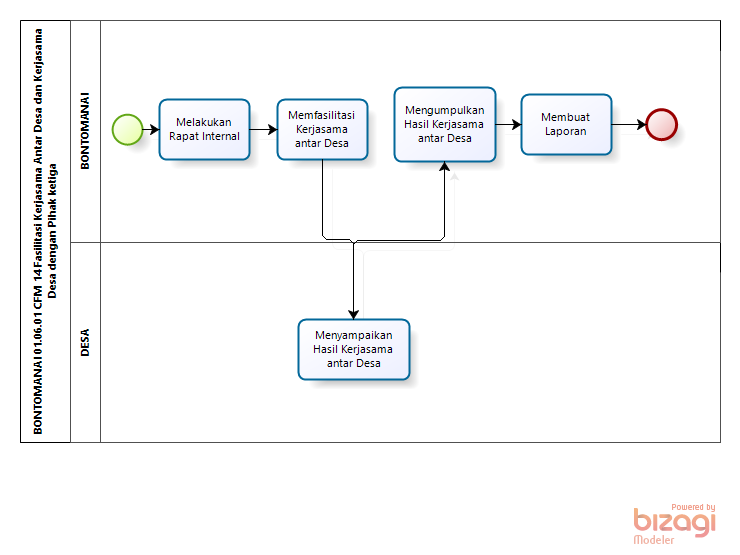 BONTOMANAI 01.06.01 CFM 14 Fasilitasi Kerjasama Antar Desa dan Kerjasama
Desa dengan Pihak ketiga
BONTOMANAI
Melakukan
Rapat Internal
Memfasilitasi
Kerjasama
antar Desa
Mengumpulkan
Hasil Kerjasama
antar Desa
Membuat
Laporan
DESA
Menyampaikan
Hasil Kerjasama
antar Desa
Powered by
bizagi
Modeler